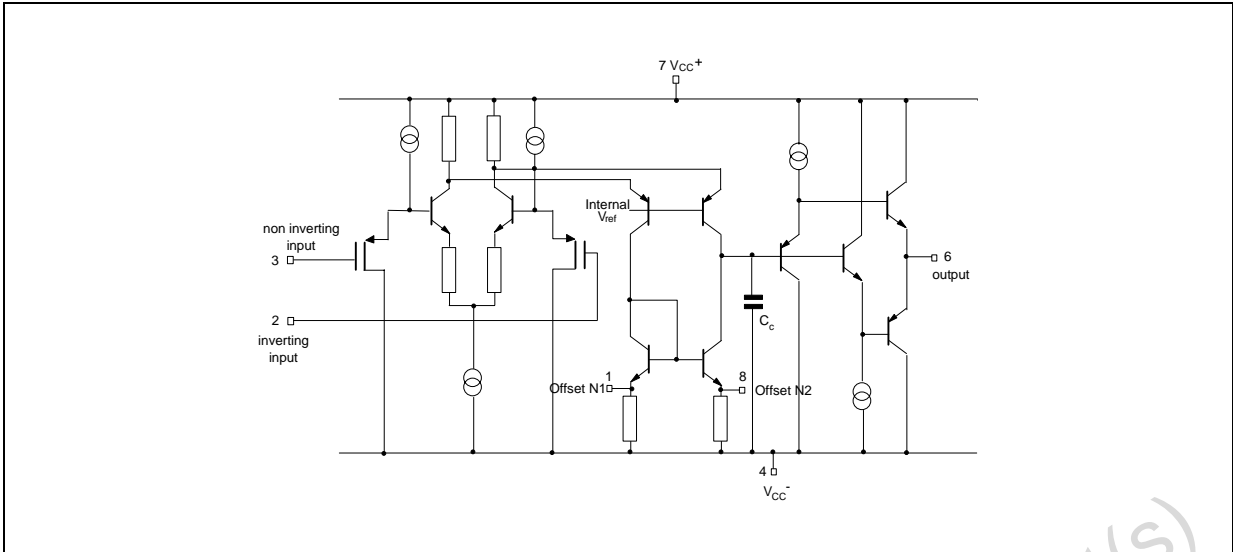 7 VCC+
Internal
Vref
non inverting
input
3
6
output
2
inverting
input
Cc
1
Offset N1
8
Offset N2
4
VCC-
(s)